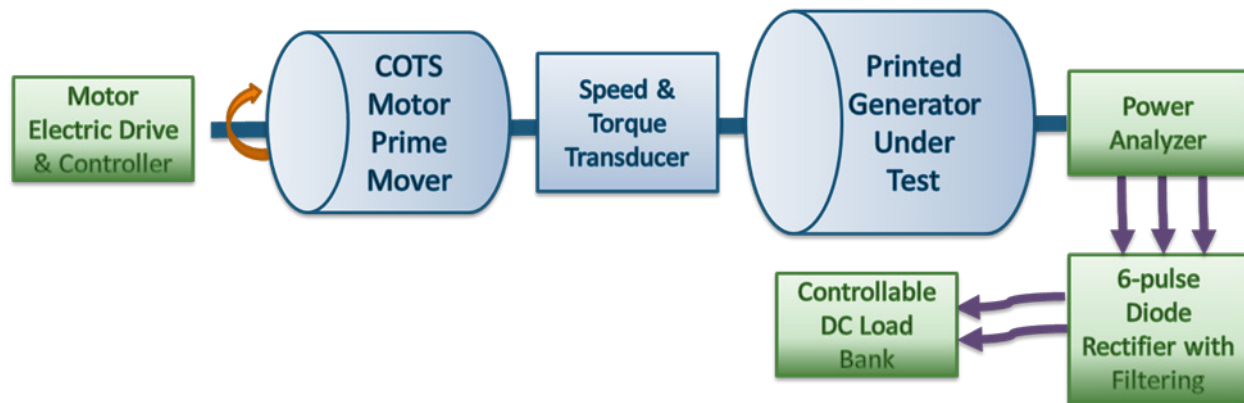 Motor
Electric Drive
& Controller
COTS
Motor
Prime
Mover
Speed &
Torque
Transducer
Printed
Generator
Under
Test
Power
Analyzer
6-pulse
Diode
Rectifier with
Filtering
Controllable
DC Load
Bank